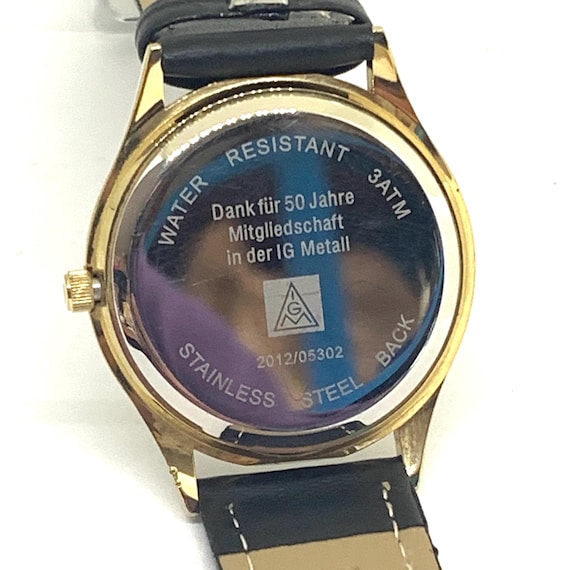 WATER RESISTANT 3ATM
Dank für 50 Jahre
Mitgliedschaft
in der IG Metall
IGM
2012/05302
STAINLESS STEEL BACK